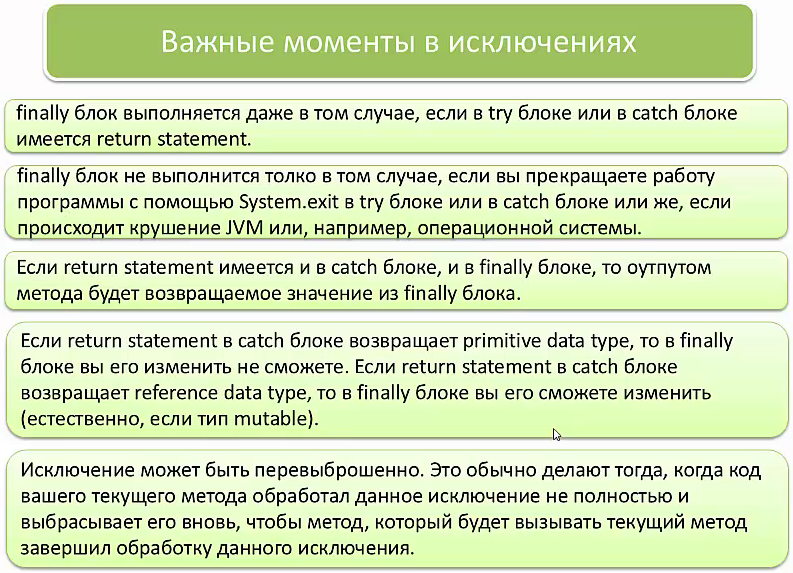 Важные моменты в исключениях
finally блок выполняется даже в том случае, если в try блоке или в catch блоке
имеется return statement.
finally блок не выполнится толко в том случае, если вы прекращаете работу
программы с помощью System.exit в try блоке или в catch блоке или же, если
происходит крушение JVM или, например, операционной системы.
Если return statement имеется и в catch блоке, и в finally блоке, то оутпутом
метода будет возвращаемое значение из finally блока.
Если return statement в catch блоке возвращает primitive data type, то в finally
блоке вы его изменить не сможете. Если return statement в catch блоке
возвращает reference data type, то в finally блоке вы его сможете изменить
(естественно, если тип mutable).
Исключение может быть перевыброшенно. Это обычно делают тогда, когда код
вашего текущего метода обработал данное исключение не полностью и
выбрасывает его вновь, чтобы метод, который будет вызывать текущий метод
завершил обработку данного исключения.